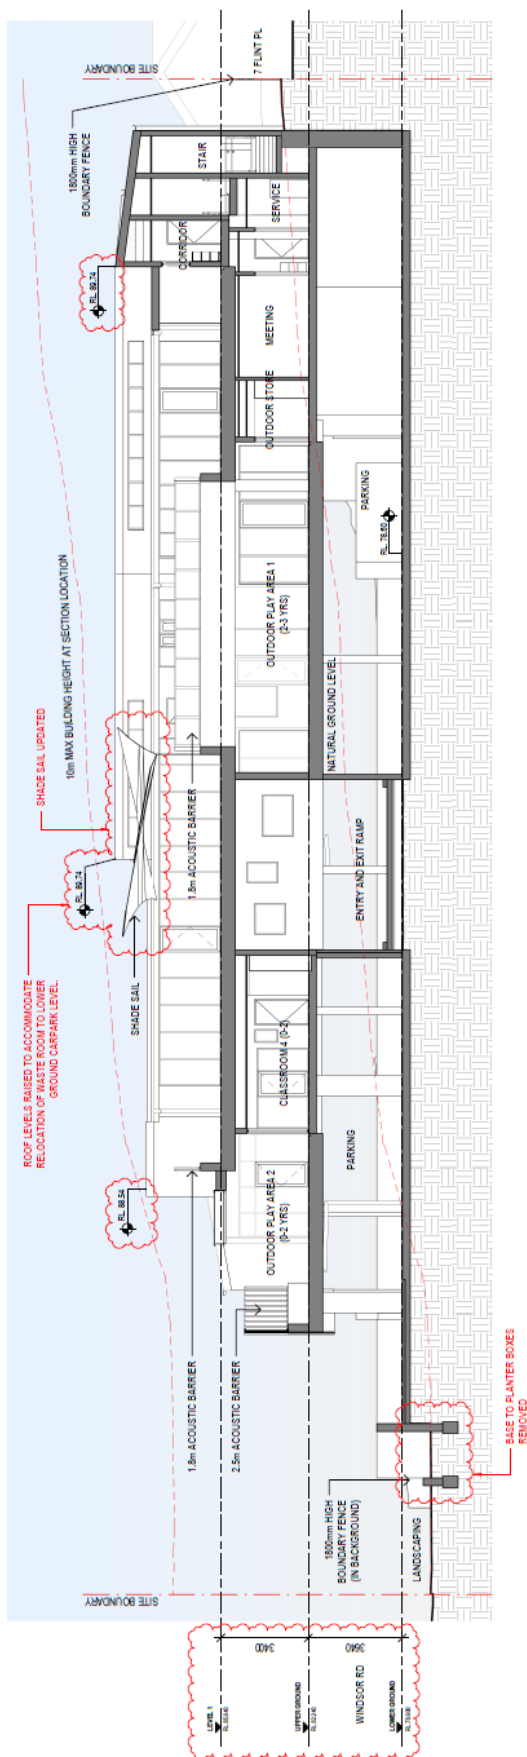 ROOF LEVELS RAISED TO ACCOMMODATE
RELOCATION OF WASTE ROOM TO LOWER
GROUND CARPARK LEVEL.
SHADE SAIL UPDATED
10m MAX BUILDING HEIGHT AT SECTION LOCATION
SITE BOUNDARY
1800mm HIGH
BOUNDARY FENCE
SITE BOUNDARY
7 FLINT PL
RL. 88.54
RL. 89.74
RL. 89.74
SHADE SAIL
1.8m ACOUSTIC BARRIER
1.8m ACOUSTIC BARRIER
2.5m ACOUSTIC BARRIER
CORRIDOR
STAIR
OUTDOOR PLAY AREA 2
(0-2 YRS)
CLASSROOM 4 (0-2)
OUTDOOR PLAY AREA 1
(2-3 YRS)
OUTDOOR STORE
MEETING
SERVICE
LEVEL 1
3400
UPPER GROUND
3640
WINDSOR RD
LOWER GROUND
1800mm HIGH
BOUNDARY FENCE
(IN BACKGROUND)
LANDSCAPING
PARKING
ENTRY AND EXIT RAMP
NATURAL GROUND LEVEL
PARKING
RL. 78.60
BASE TO PLANTER BOXES
REMOVED